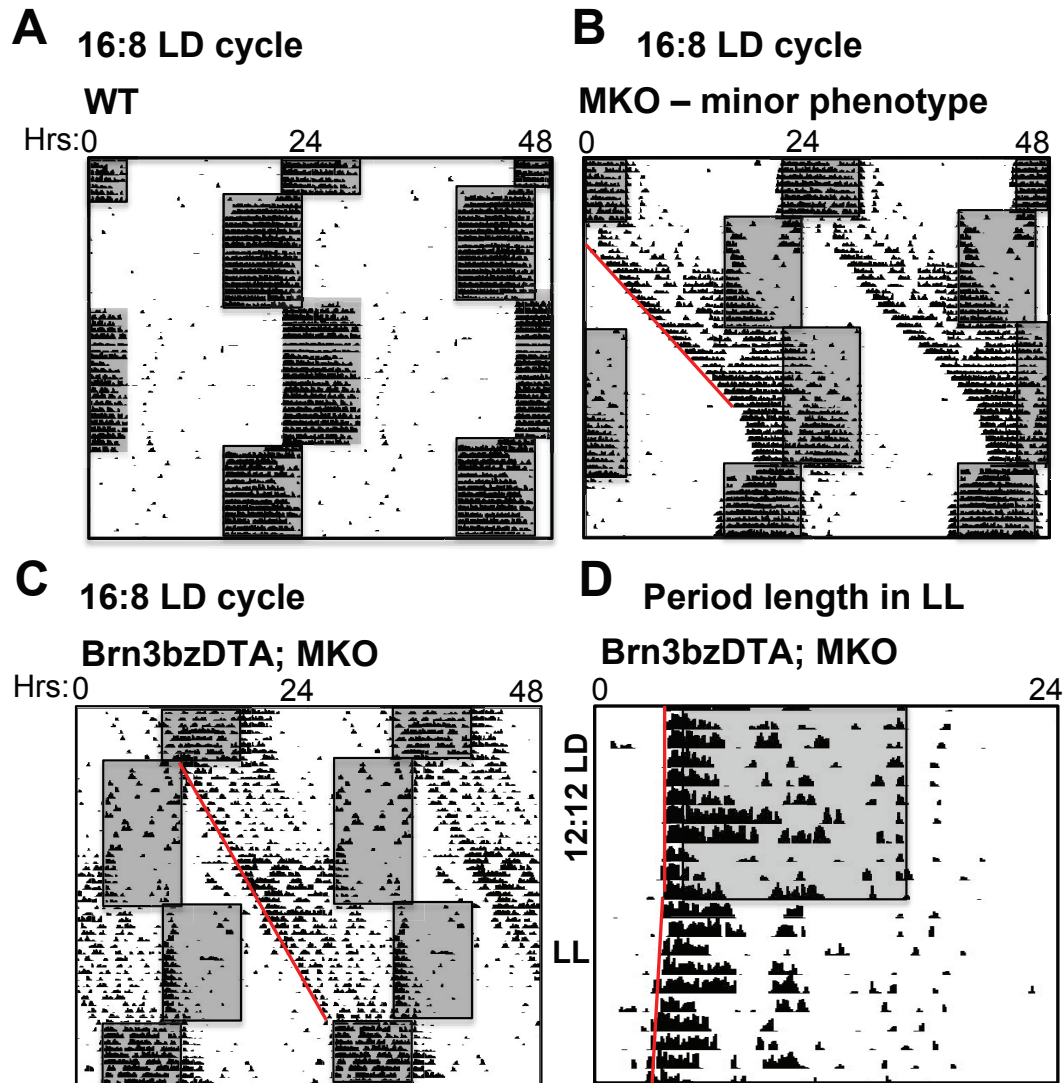 A 16:8 LD cycle
WT
Hrs:0 24 48
B 16:8 LD cycle
MKO – minor phenotype
0 24 48
C 16:8 LD cycle
Brn3bzDTA; MKO
Hrs:0 24 48
D Period length in LL
Brn3bzDTA; MKO
0 24
12:12 LD
LL